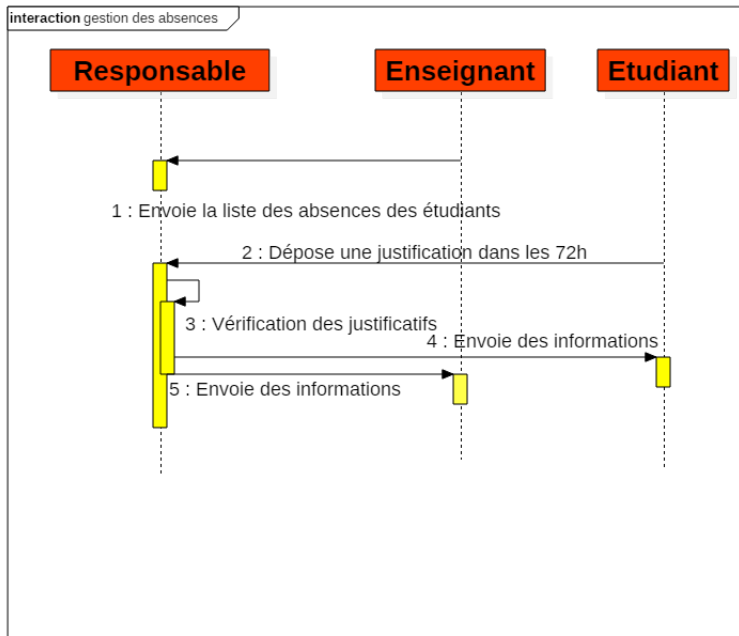 interaction gestion des absences
Responsable
Enseignant
Etudiant
1 : Envoie la liste des absences des étudiants
2 : Dépose une justification dans les 72h
3 : Vérification des justificatifs
4 : Envoie des informations
5 : Envoie des informations